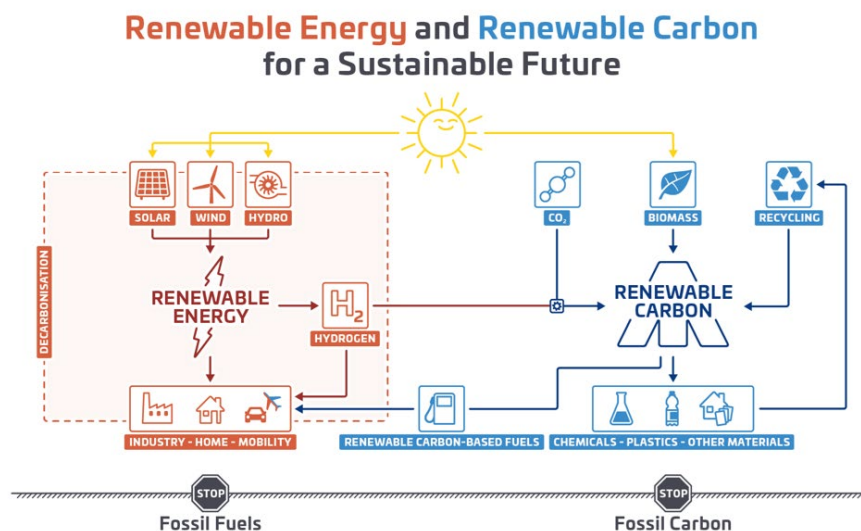 Renewable Energy and Renewable Carbon
for a Sustainable Future
SOLAR
WIND
HYDRO
CO₂
BIOMASS
RECYCLING
DECARBONISATION
RENEWABLE
ENERGY
H₂
HYDROGEN
RENEWABLE
CARBON
INDUSTRY - HOME - MOBILITY
RENEWABLE CARBON-BASED FUELS
CHEMICALS - PLASTICS - OTHER MATERIALS
STOP
Fossil Fuels
STOP
Fossil Carbon